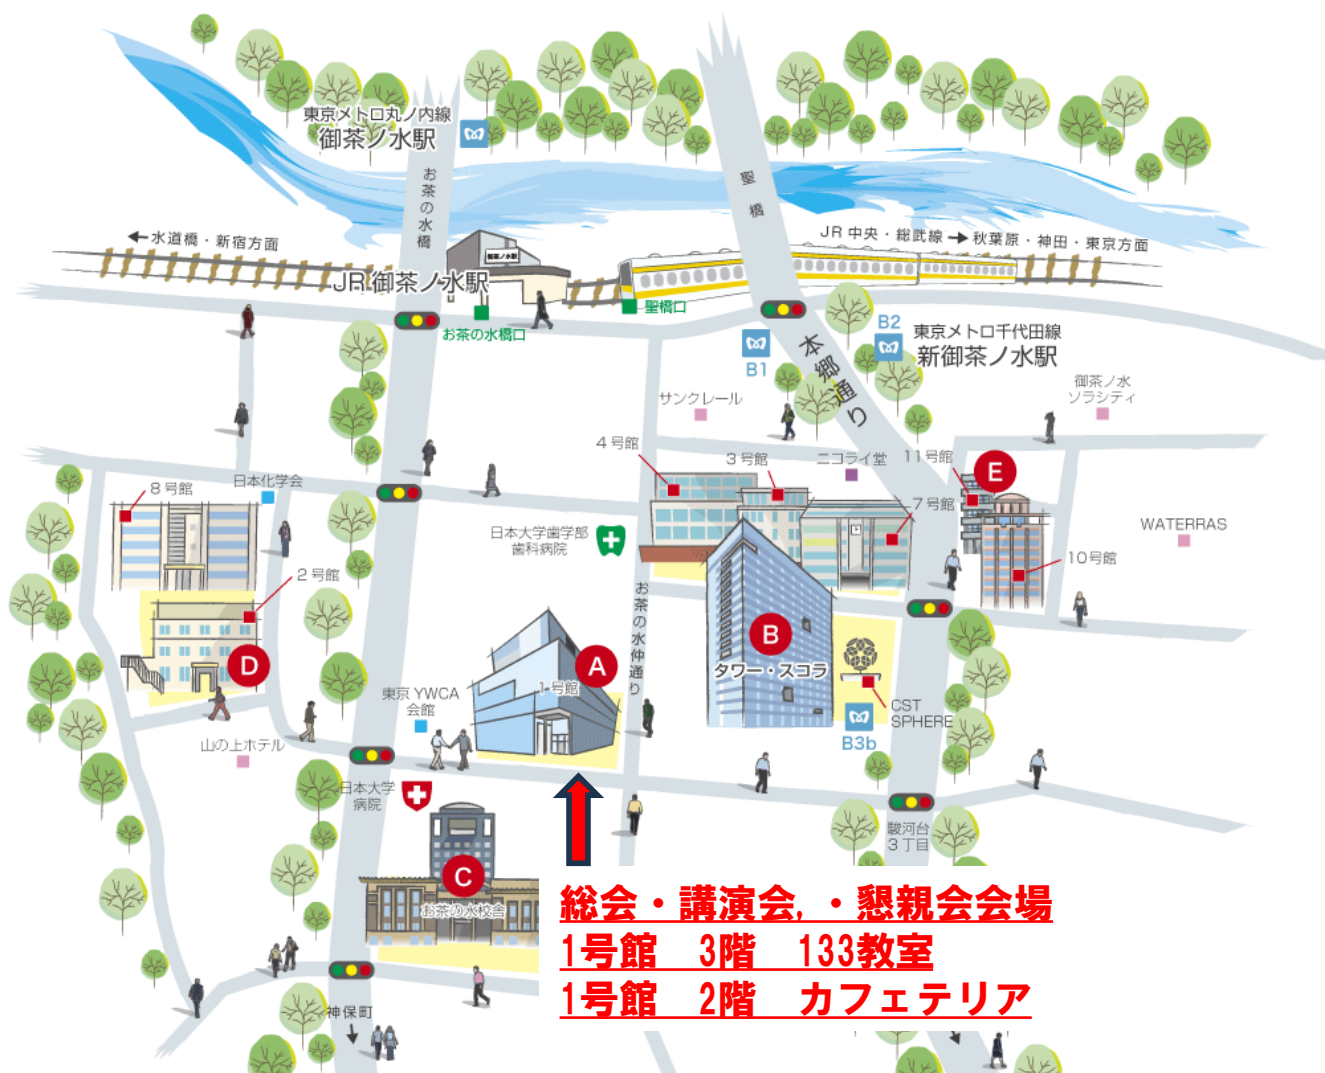 東京メトロ丸ノ内線
御茶ノ水駅
お茶の水橋
聖橋
←水道橋・新宿方面
JR 中央・総武線→秋葉原・神田・東京方面
御茶ノ水駅
JR 御茶ノ水駅
お茶の水橋口
聖橋口
B1
B2
東京メトロ千代田線
新御茶ノ水駅
本郷通り
サンクレール
御茶ノ水
ソラシティ
4号館
3号館
ニコライ堂
11号館
E
8号館
日本化学会
7号館
日本大学歯学部
歯科病院
WATERRAS
10号館
2号館
お茶の水仲通り
D
A
1号館
B
タワー・スコラ
東京 YWCA
会館
CST
SPHERE
B3b
山の上ホテル
日本大学
病院
駿河台
3丁目
C
お茶の水校舎
総会・講演会,・懇親会会場
1号館 3階 133教室
1号館 2階 カフェテリア
神保町
↓